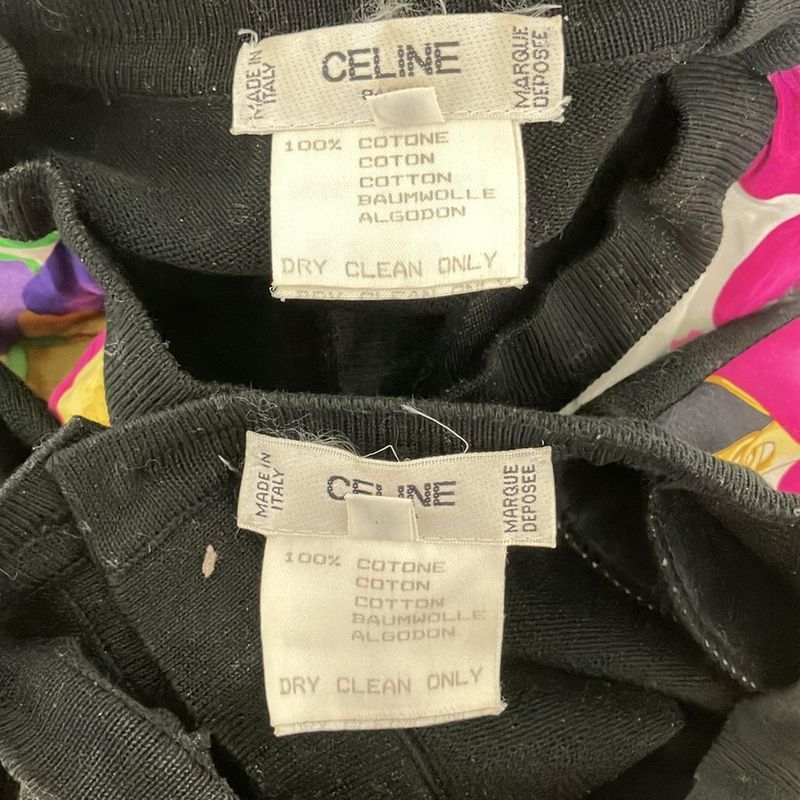 MADE IN
ITALY
CELINE
MARQUE
DEPOSEE
100% COTONE
COTON
COTTON
BAUMWOLLE
ALGODON
DRY CLEAN ONLY
MADE IN
ITALY
CELINE
MARQUE
DEPOSEE
100% COTONE
COTON
COTTON
BAUMWOLLE
ALGODON
DRY CLEAN ONLY